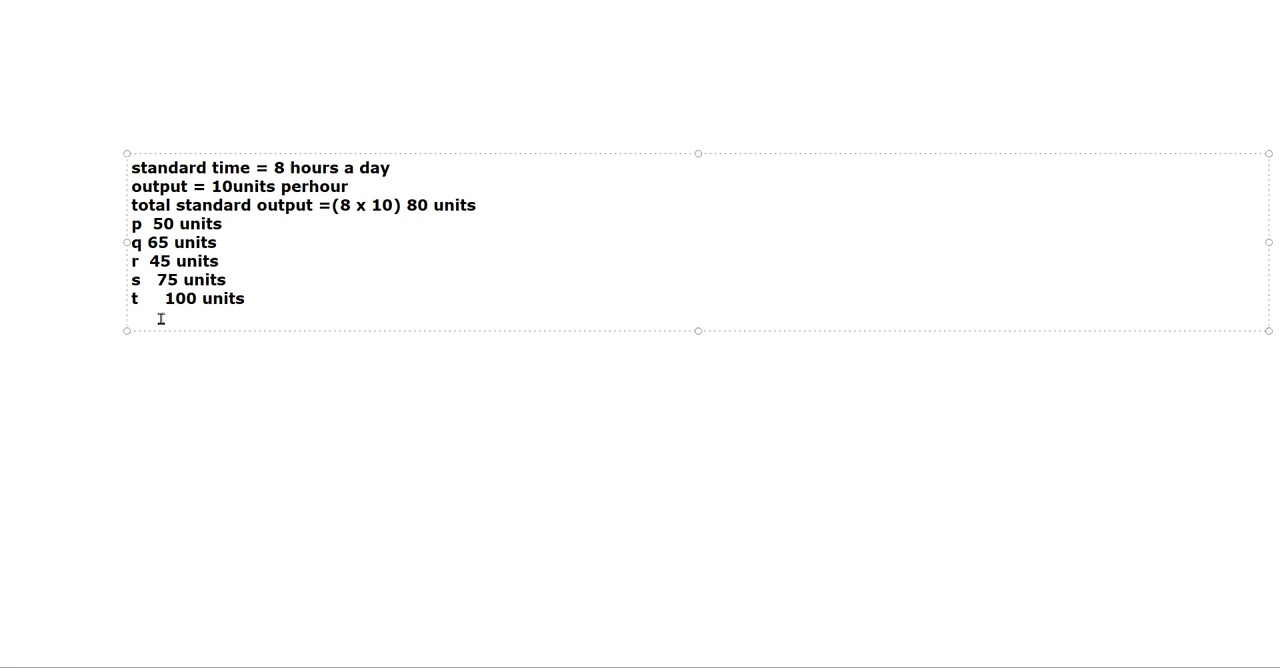 standard time = 8 hours a day
output = 10units perhour
total standard output =(8 x 10) 80 units
p  50 units
q 65 units
r  45 units
s   75 units
t     100 units